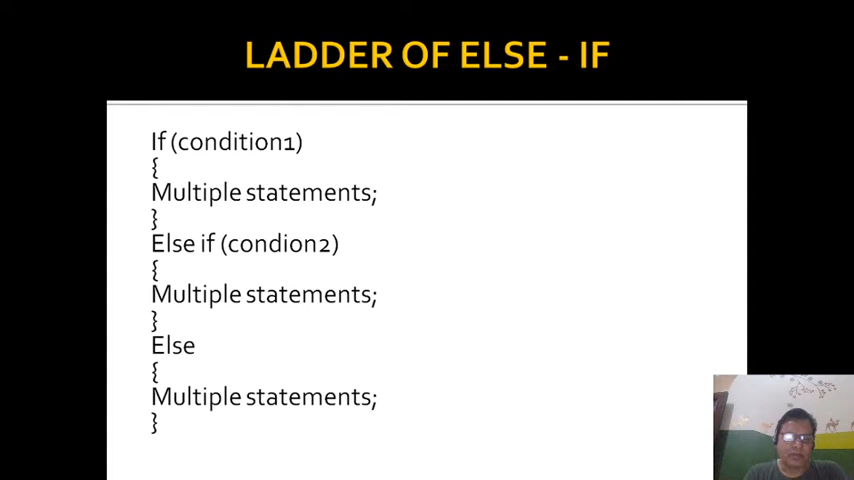 LADDER OF ELSE - IF
If (condition1)
{
Multiple statements;
}
Else if (condion2)
{
Multiple statements;
}
Else
{
Multiple statements;
}